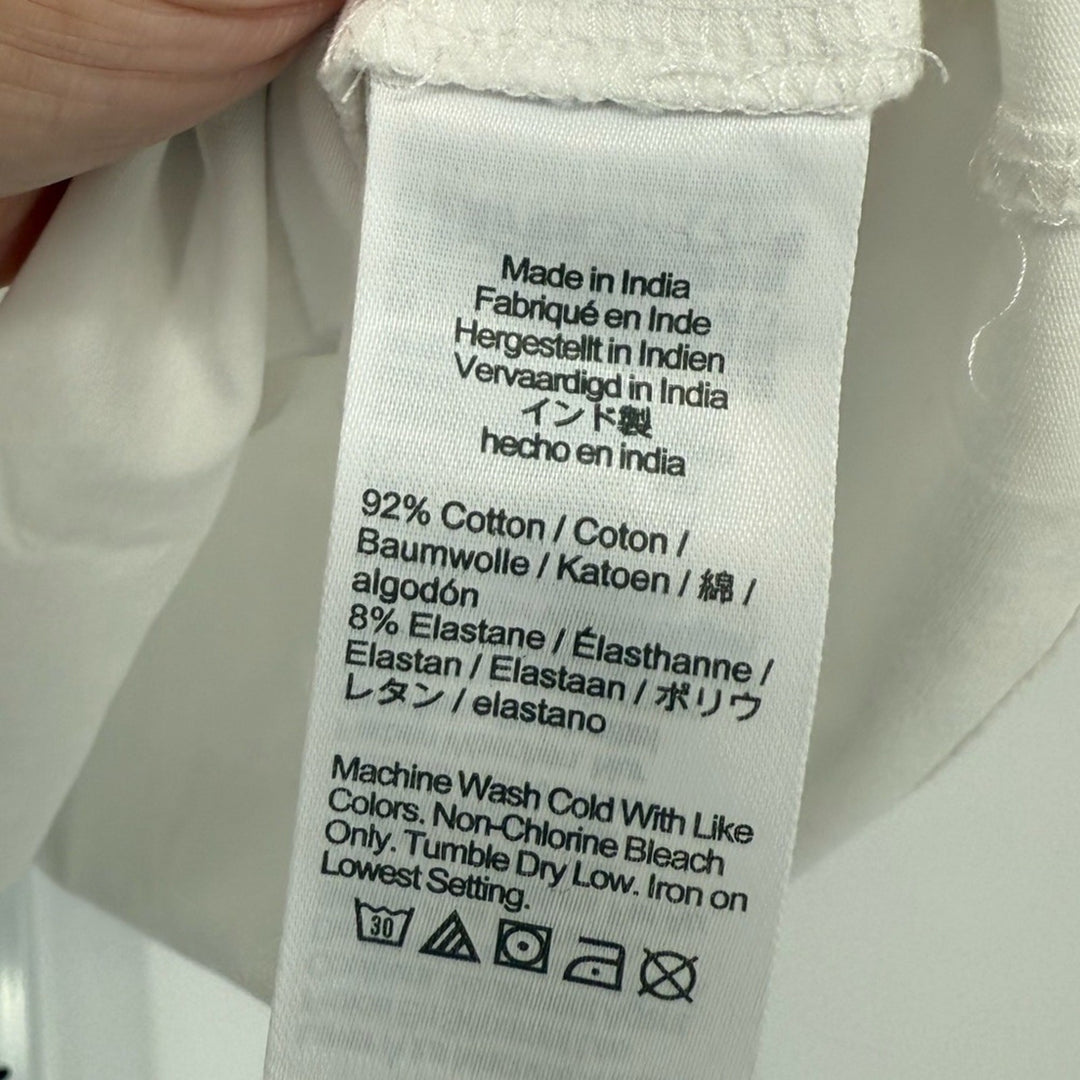 Made in India
Fabriqué en Inde
Hergestellt in Indien
Vervaardigd in India
インド製
hecho en india
92% Cotton / Coton /
Baumwolle / Katoen / 綿 /
algodón
8% Elastane / Élasthanne /
Elastan / Elastaan / ポリウ
レタン / elastano
Machine Wash Cold With Like
Colors. Non-Chlorine Bleach
Only. Tumble Dry Low. Iron on
Lowest Setting.
30